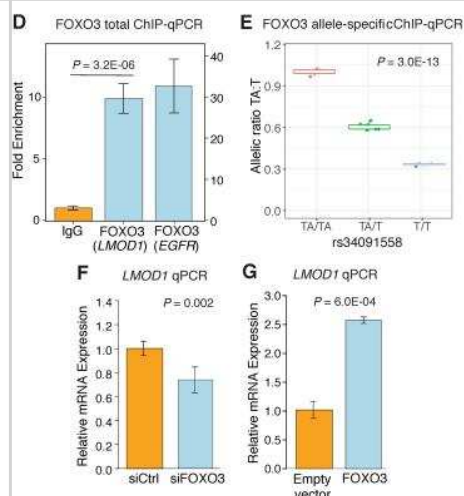 D FOXO3 total ChIP-qPCR
P = 3.2E-06
Fold Enrichment
10
5
0
40
30
20
10
0
IgG FOXO3 FOXO3
(LMOD1) (EGFR)
E FOXO3 allele-specificChIP-qPCR
P = 3.0E-13
Allelic ratio TA:T
1.2
0.9
0.6
0.3
0.0
TA/TA TA/T T/T
rs34091558
F LMOD1 qPCR
P = 0.002
Relative mRNA Expression
1.4
1.2
1.0
0.8
0.6
0.4
0.2
0.0
siCtrl siFOXO3
G LMOD1 qPCR
P = 6.0E-04
Relative mRNA Expression
3.0
2.5
2.0
1.5
1.0
0.5
0.0
Empty FOXO3
vector